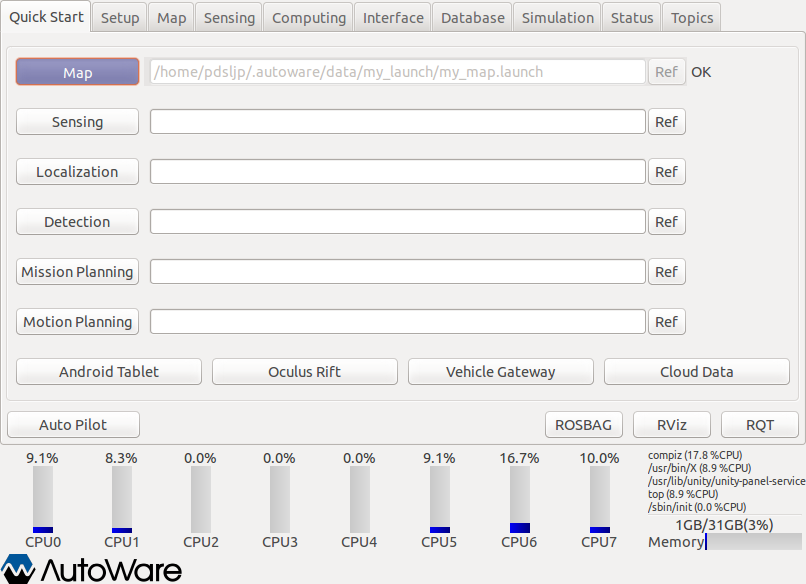 Quick Start Setup Map Sensing Computing Interface Database Simulation Status Topics
Map /home/pdsljp/.autoware/data/my_launch/my_map.launch Ref OK
Sensing Ref
Localization Ref
Detection Ref
Mission Planning Ref
Motion Planning Ref
Android Tablet Oculus Rift Vehicle Gateway Cloud Data
Auto Pilot ROSBAG RViz RQT
9.1% 8.3% 0.0% 0.0% 0.0% 9.1% 16.7% 10.0%
CPU0 CPU1 CPU2 CPU3 CPU4 CPU5 CPU6 CPU7
compiz (17.8 %CPU)
/usr/bin/X (8.9 %CPU)
/usr/lib/unity/unity-panel-service
top (8.9 %CPU)
/sbin/init (0.0 %CPU)
1GB/31GB(3%)
Memory
AutoWare